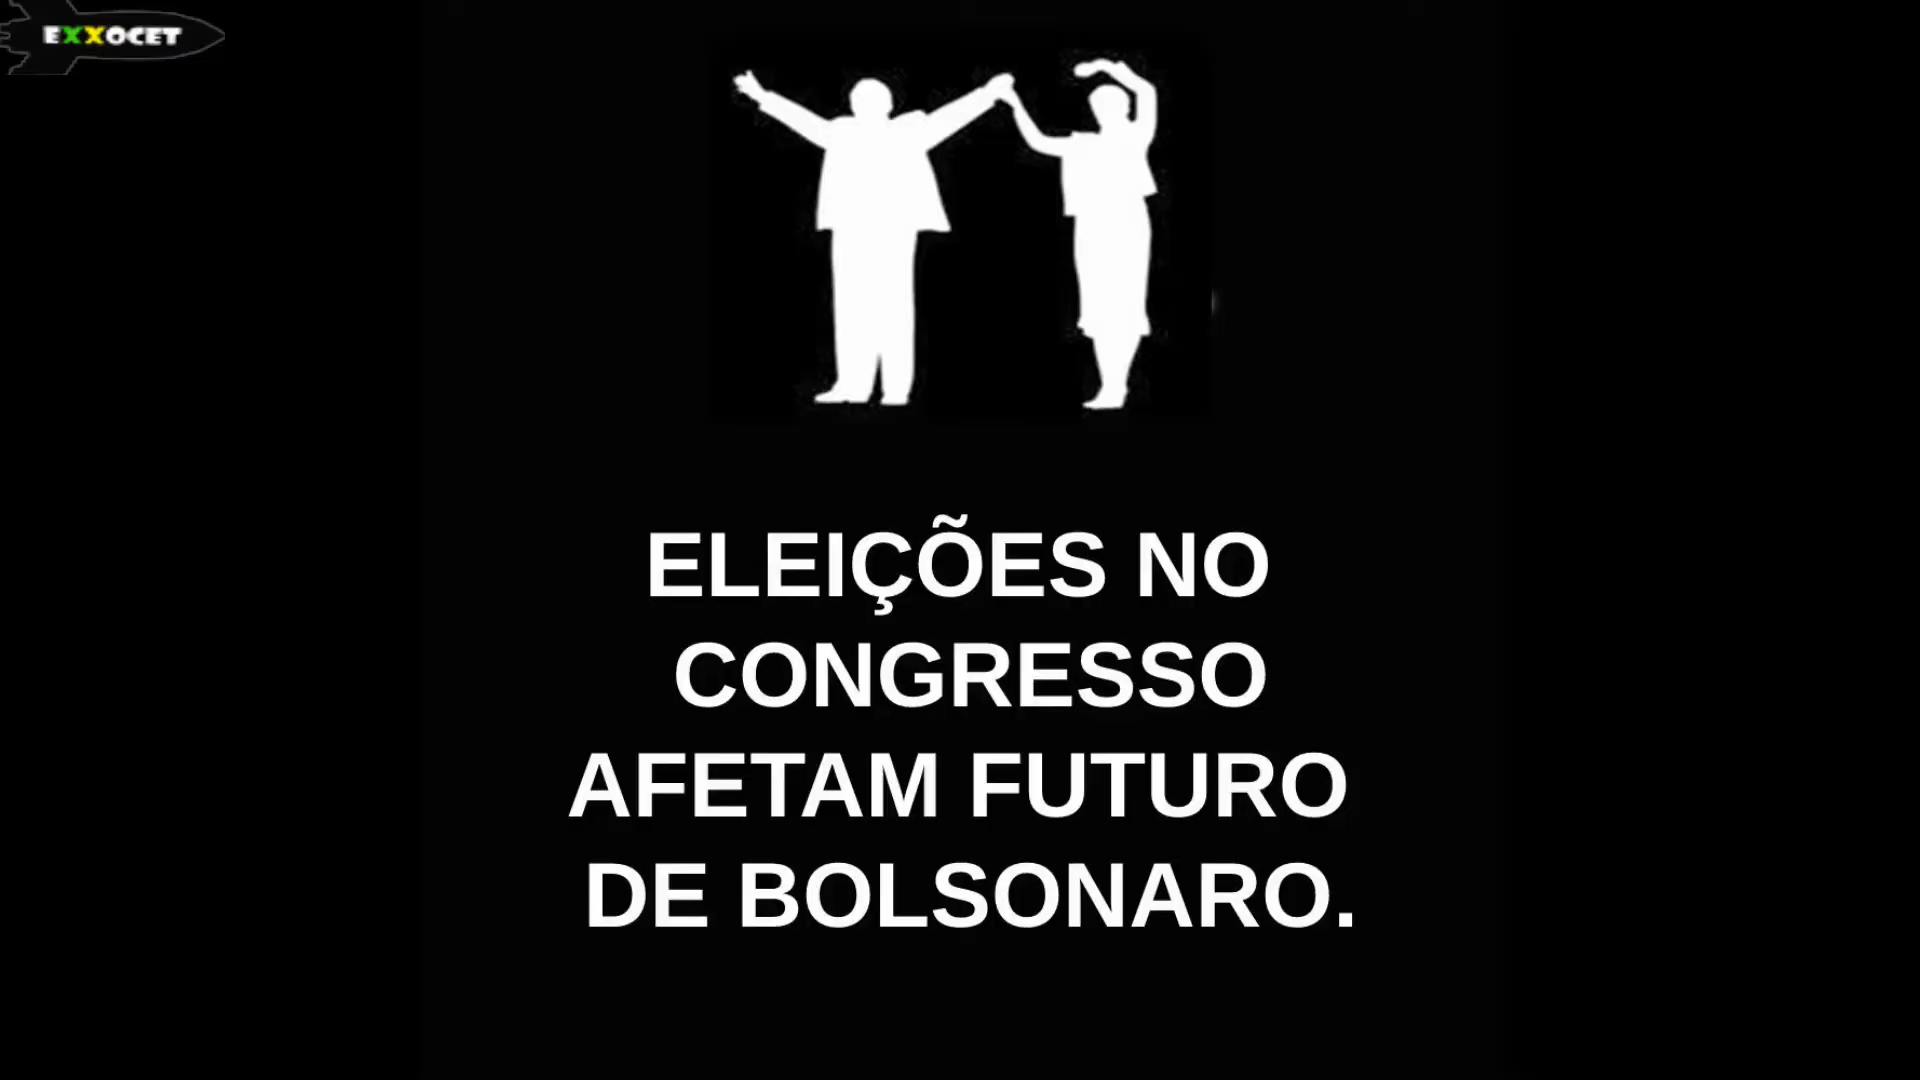 EXXOCET
ELEIÇÕES NO
CONGRESSO
AFETAM FUTURO
DE BOLSONARO.